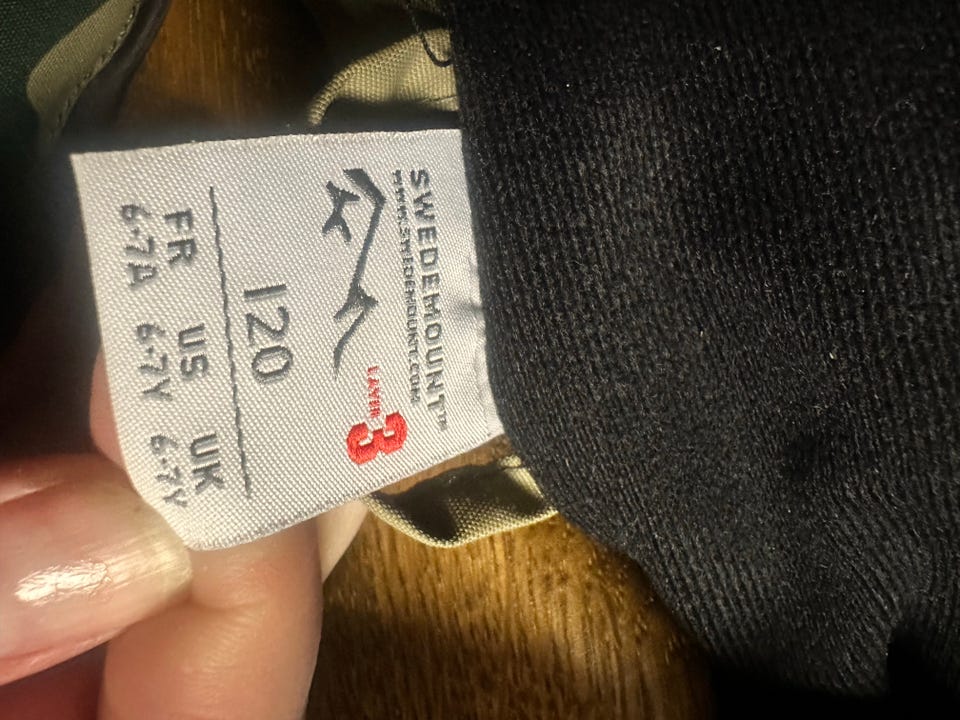 SWEDEMOUNT™
WWW.SWEDEMOUNT.COM
LAYER 3
120
FR US UK
6-7A 6-7Y 6-7Y